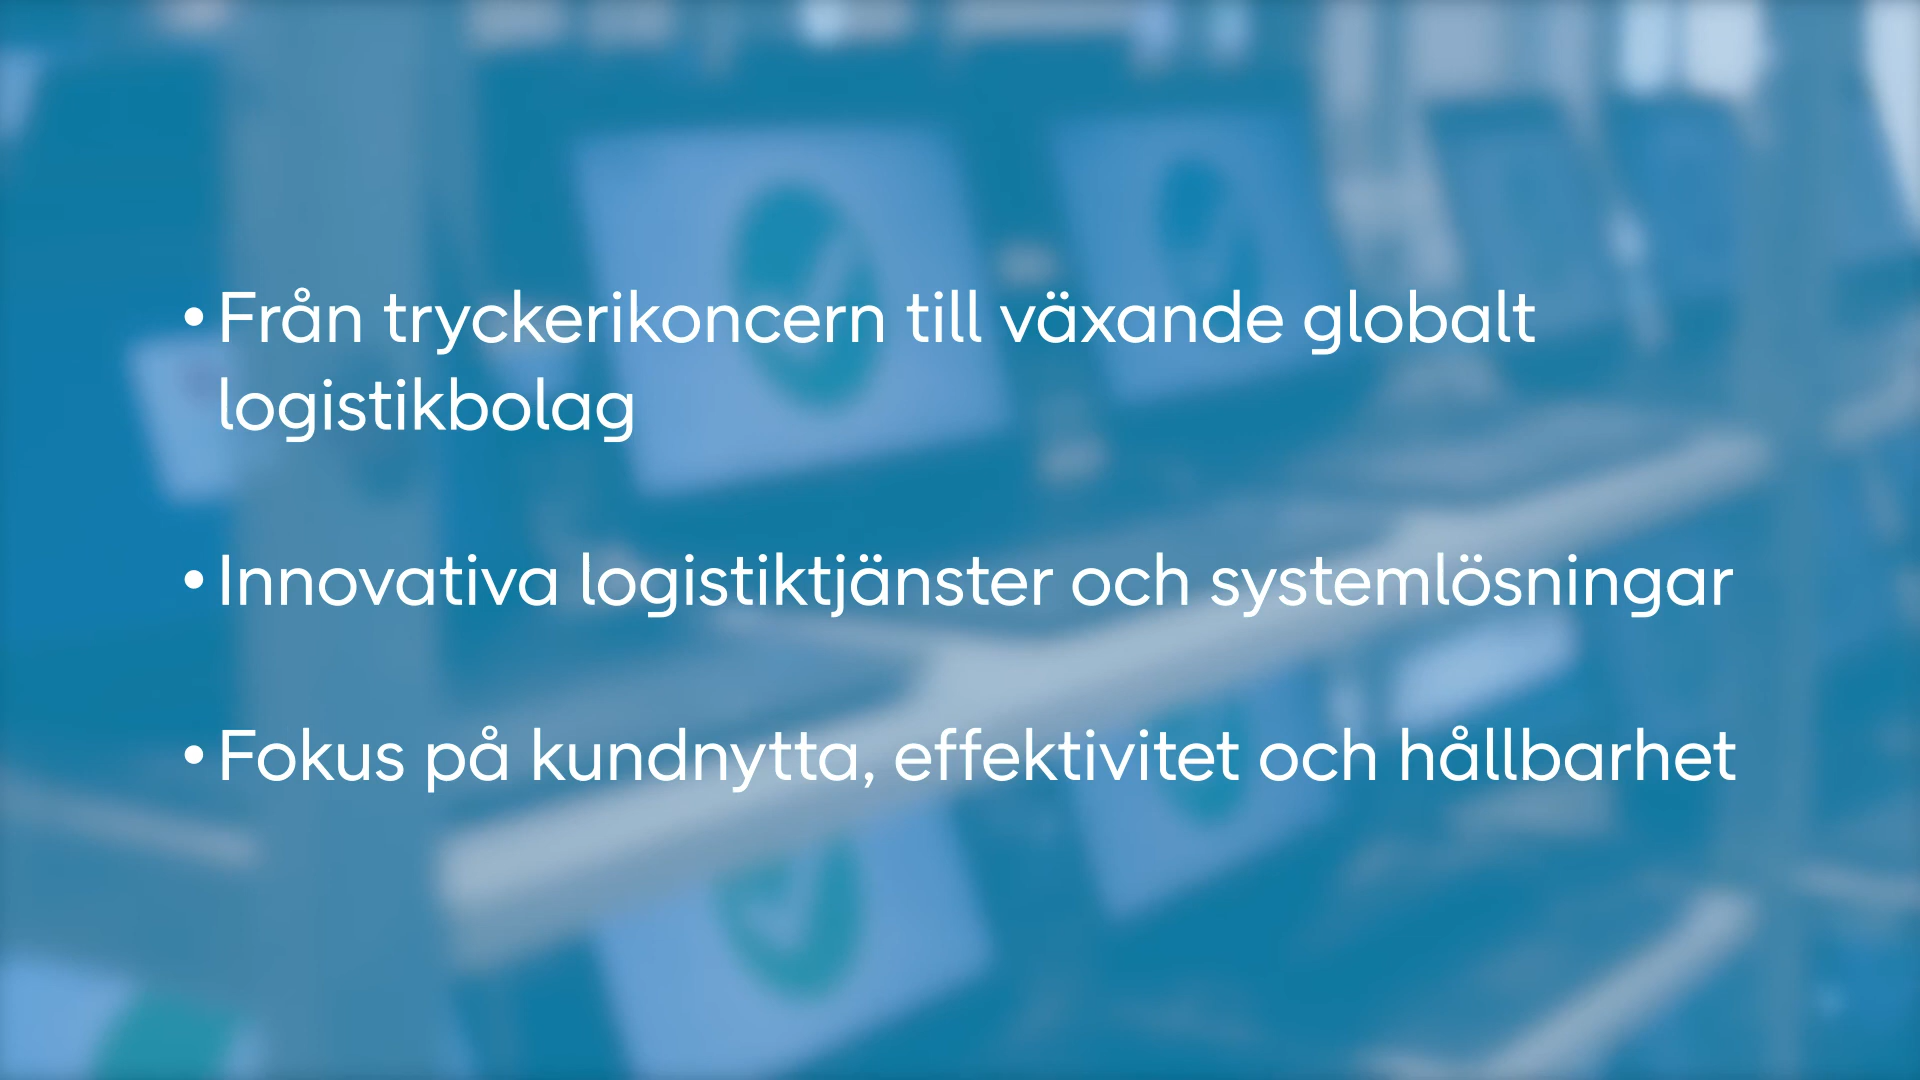 • Från tryckerikoncern till växande globalt
logistikbolag
• Innovativa logistiktjänster och systemlösningar
• Fokus på kundnytta, effektivitet och hållbarhet